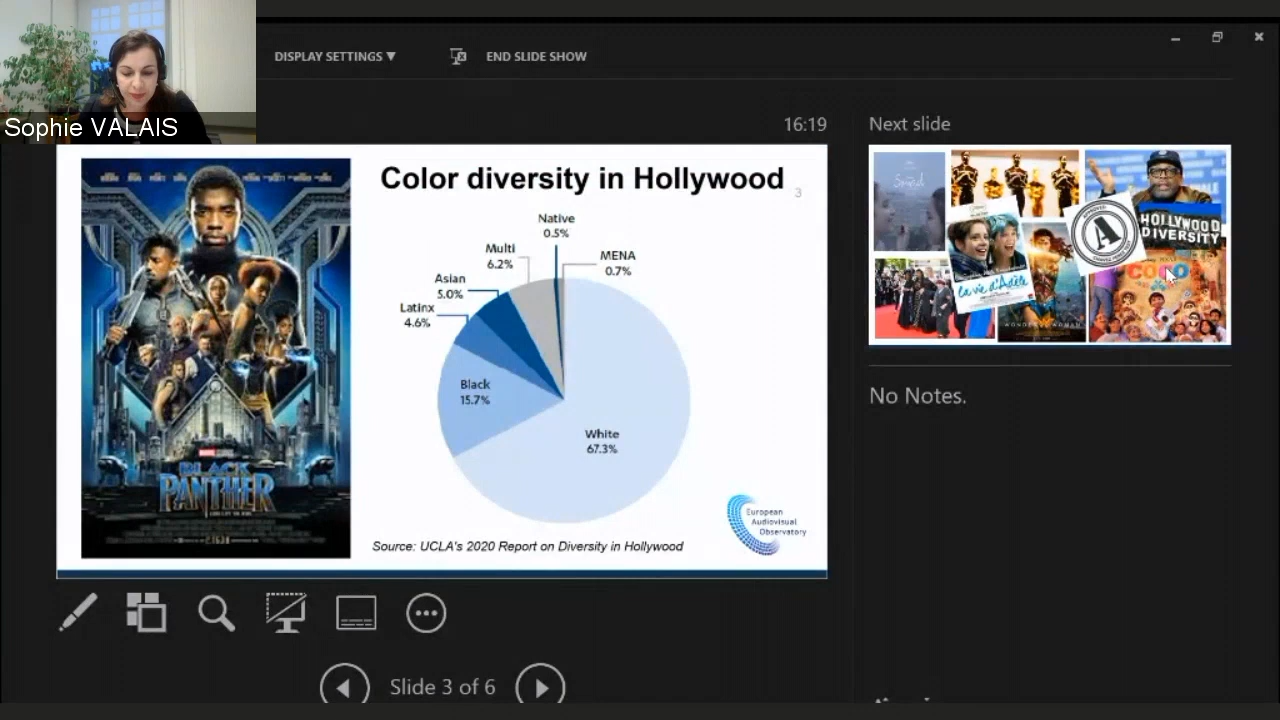 DISPLAY SETTINGS ▼
END SLIDE SHOW
Sophie VALAIS
16:19
Next slide
Color diversity in Hollywood
3
Native
0.5%
Multi
6.2%
MENA
0.7%
Asian
5.0%
Latinx
4.6%
Black
15.7%
White
67.3%
BLACK
PANTHER
European
Audiovisual
Observatory
Source: UCLA's 2020 Report on Diversity in Hollywood
HOLLYWOOD
DIVERSITY
A
la vie d'Adèle
COCO
WONDER WOMAN
No Notes.
Slide 3 of 6